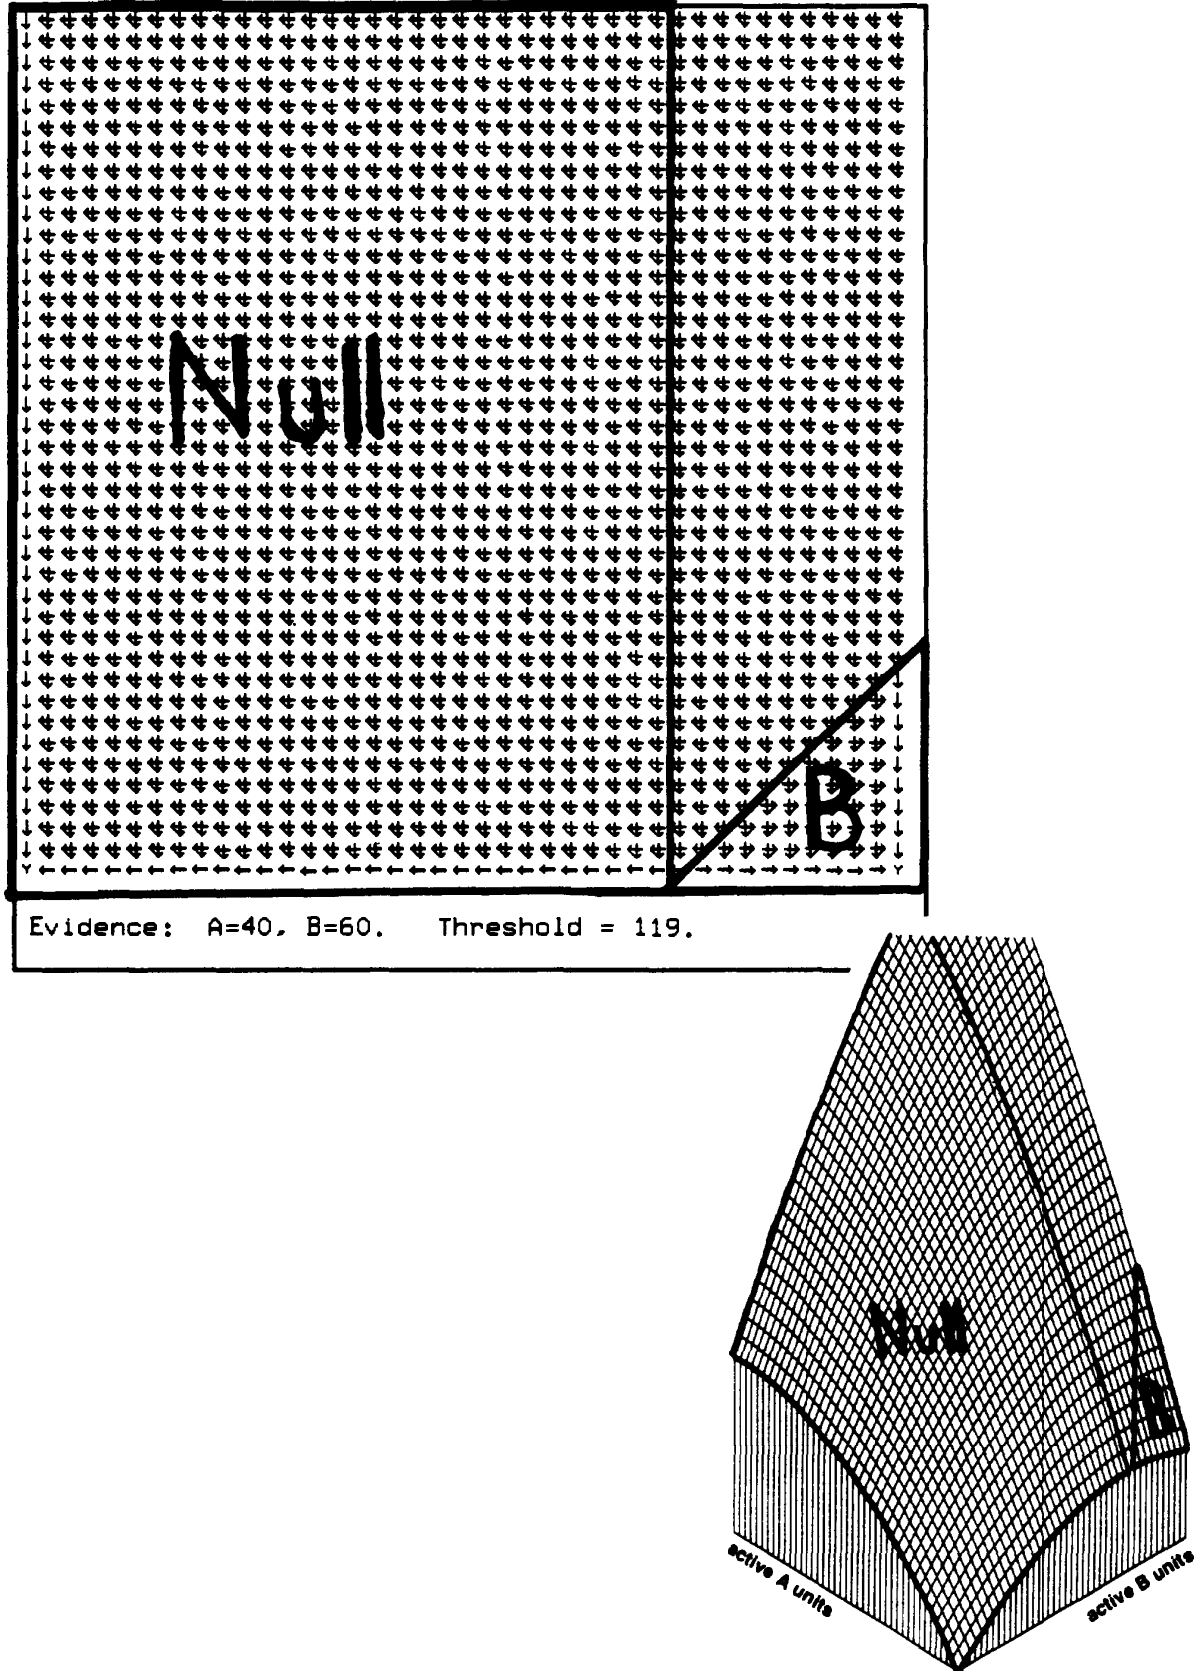 Null
B
Evidence: A=40, B=60. Threshold = 119.
Null
B
active A units
active B units